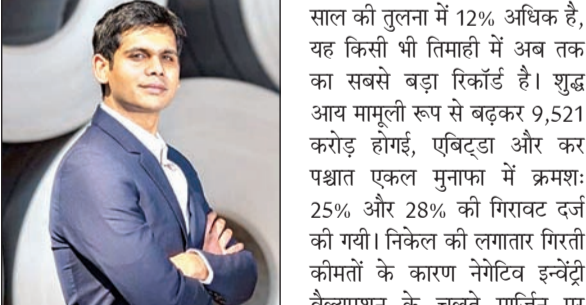 साल की तुलना में 12% अधिक है,
यह किसी भी तिमाही में अब तक
का सबसे बड़ा रिकॉर्ड है। शुद्ध
आय मामूली रूप से बढ़कर 9,521
करोड़ होगई, एबिट्डा और कर
पश्चात एकल मुनाफा में क्रमशः
25% और 28% की गिरावट दर्ज
की गयी। निकेल की लगातार गिरती
कीमतों के कारण नेगेटिव इन्वेंट्री